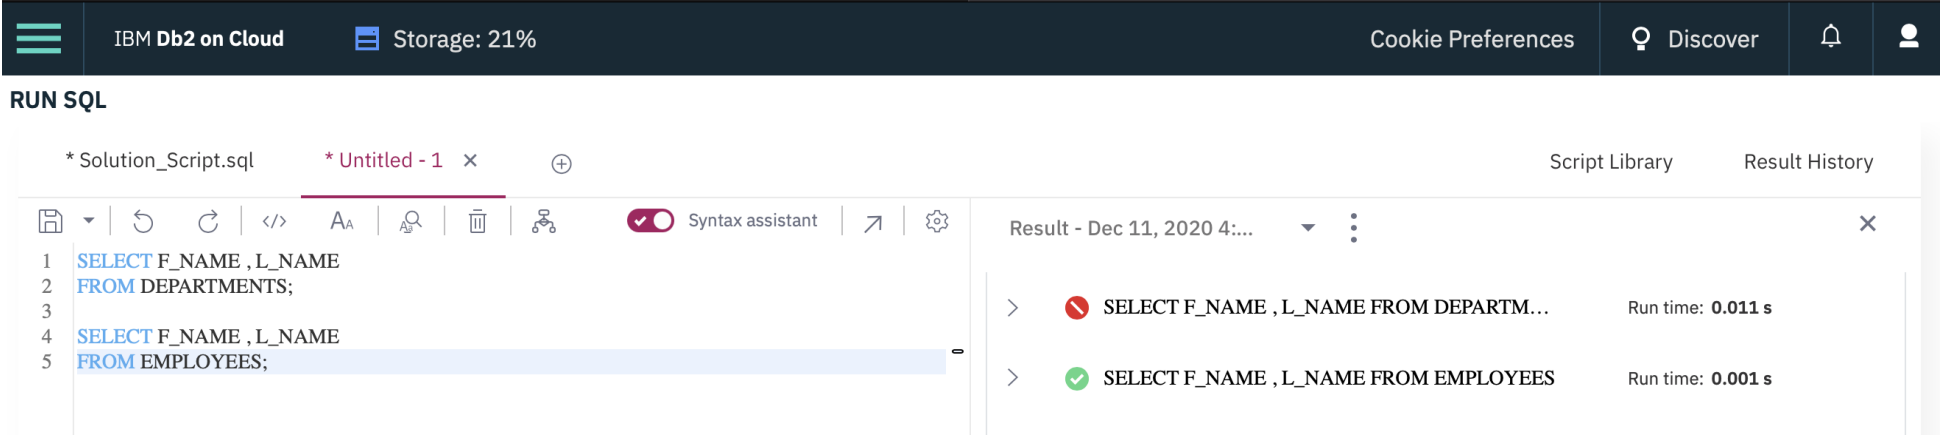 IBM Db2 on Cloud Storage: 21% Cookie Preferences Discover
RUN SQL
* Solution_Script.sql * Untitled - 1 Script Library Result History
Syntax assistant
Result - Dec 11, 2020 4:...
1 SELECT F_NAME , L_NAME
2 FROM DEPARTMENTS;
3
4 SELECT F_NAME , L_NAME
5 FROM EMPLOYEES;
SELECT F_NAME , L_NAME FROM DEPARTM... Run time: 0.011 s
SELECT F_NAME , L_NAME FROM EMPLOYEES Run time: 0.001 s